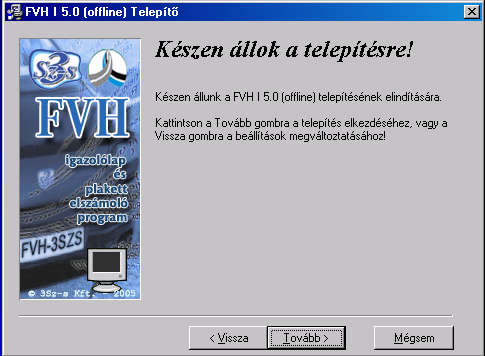 FVH I 5.0 (offline) Telepítő
Készen állok a telepítésre!
Készen állunk a FVH I 5.0 (offline) telepítésének elindítására.
Kattintson a Tovább gombra a telepítés elkezdéséhez, vagy a
Vissza gombra a beállítások megváltoztatásához!
3SZ-S
FVH
igazolólap
és
plakett
elszámoló
program
FVH-3SZS
© 3Sz-s Kft. 2005
< Vissza
Tovább >
Mégsem